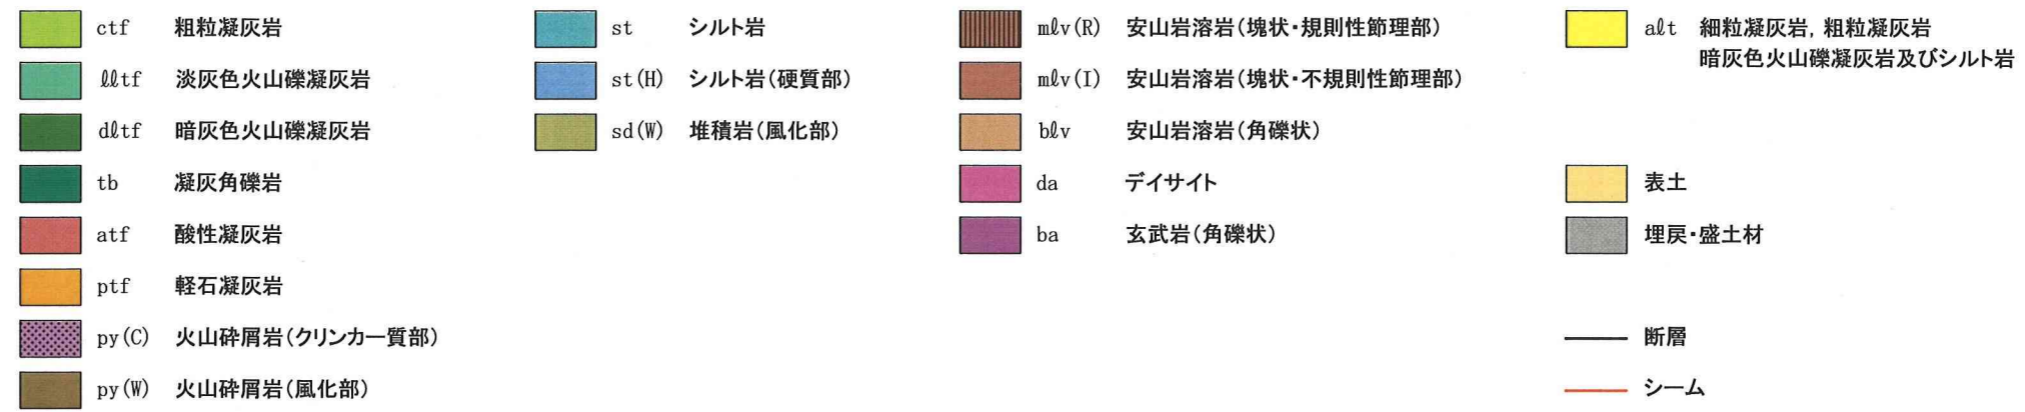 ctf 粗粒凝灰岩
ℓℓtf 淡灰色火山礫凝灰岩
dℓtf 暗灰色火山礫凝灰岩
tb 凝灰角礫岩
atf 酸性凝灰岩
ptf 軽石凝灰岩
py(C) 火山砕屑岩(クリンカー質部)
py(W) 火山砕屑岩(風化部)
st シルト岩
st(H) シルト岩(硬質部)
sd(W) 堆積岩(風化部)
mℓv(R) 安山岩溶岩(塊状・規則性節理部)
mℓv(I) 安山岩溶岩(塊状・不規則性節理部)
bℓv 安山岩溶岩(角礫状)
da デイサイト
ba 玄武岩(角礫状)
aℓt 細粒凝灰岩, 粗粒凝灰岩
暗灰色火山礫凝灰岩及びシルト岩
表土
埋戻・盛土材
断層
シーム